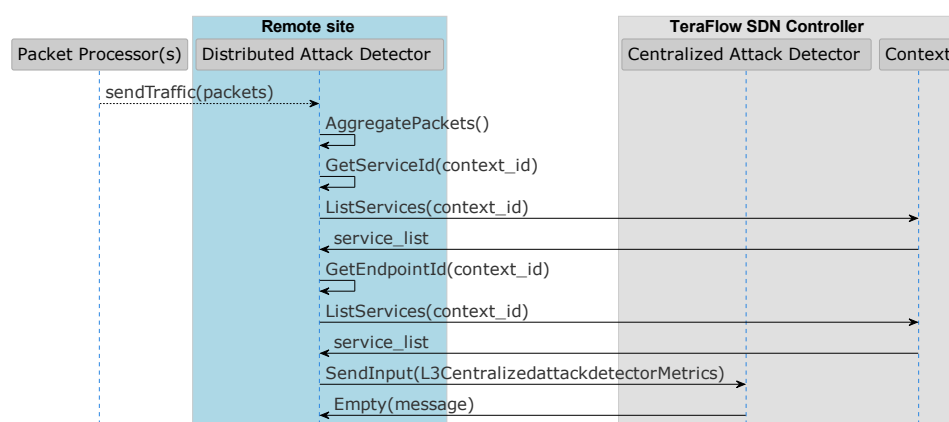 Remote site
TeraFlow SDN Controller
Packet Processor(s)
Distributed Attack Detector
Centralized Attack Detector
Context
sendTraffic(packets)
AggregatePackets()
GetServiceId(context_id)
ListServices(context_id)
service_list
GetEndpointId(context_id)
ListServices(context_id)
service_list
SendInput(L3CentralizedattackdetectorMetrics)
Empty(message)